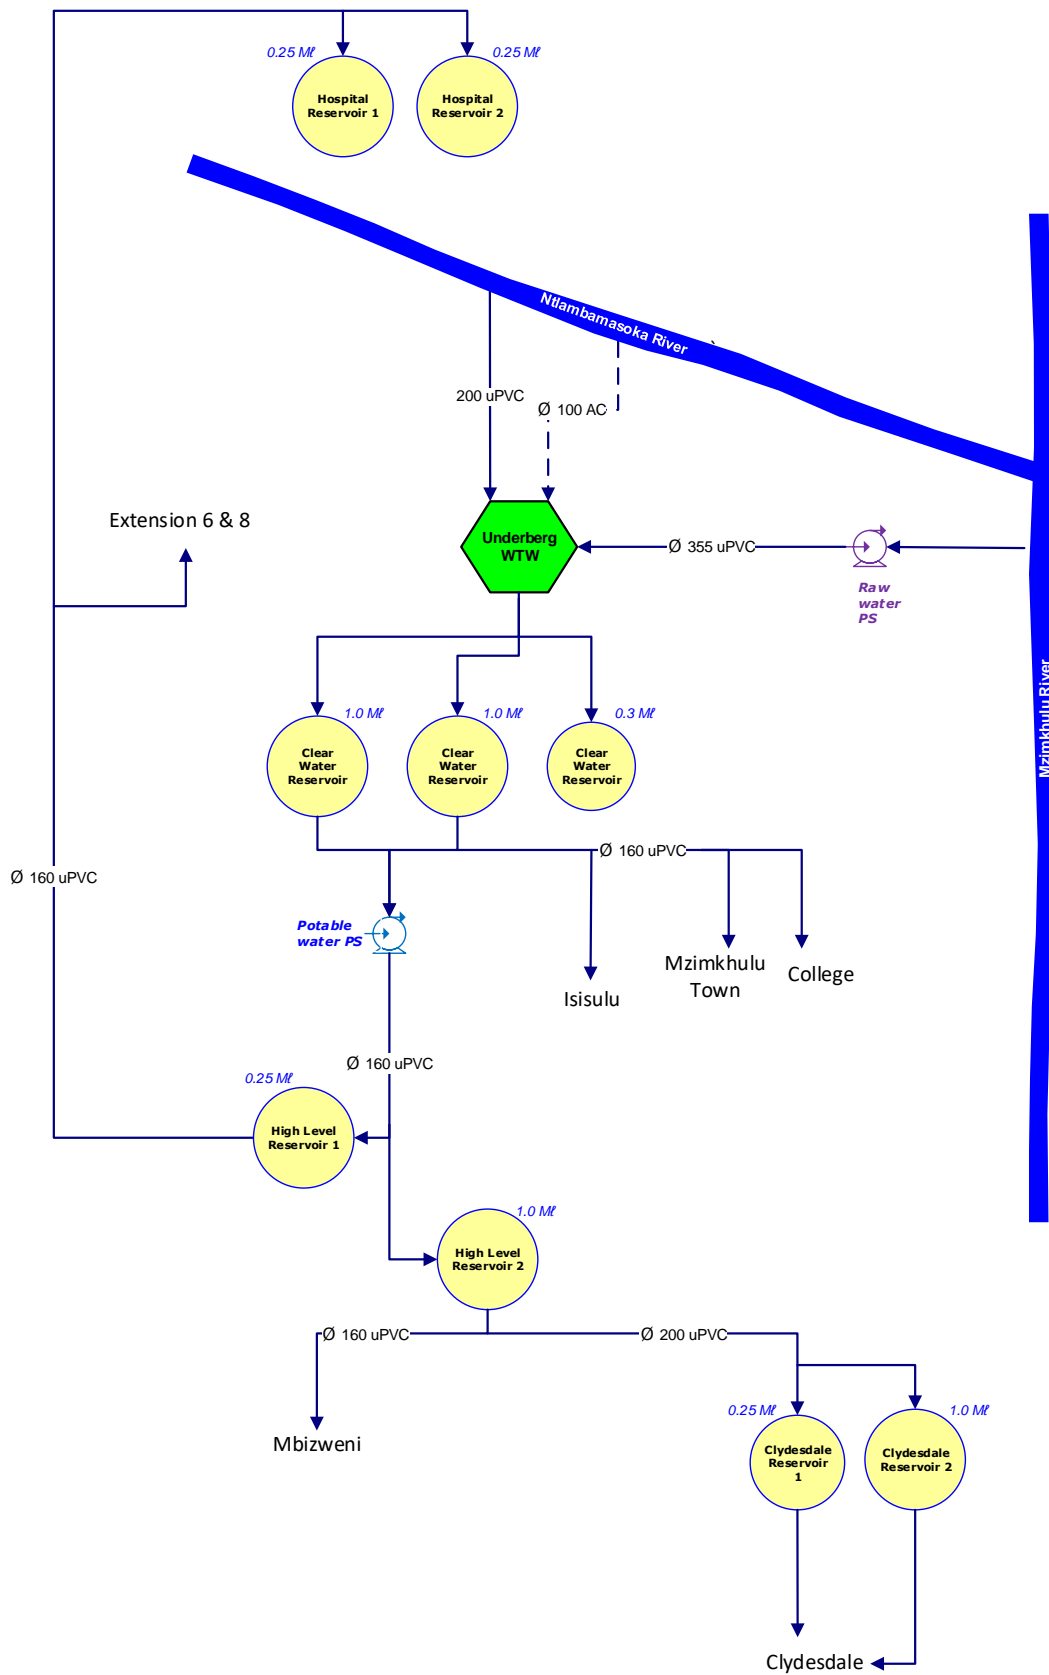 0.25 Mℓ
0.25 Mℓ
Hospital
Reservoir 1
Hospital
Reservoir 2
Ntlambamasoka River
`
200 uPVC
Ø 100 AC
Extension 6 & 8
Underberg
WTW
Ø 355 uPVC
Raw
water
PS
Mzimkhulu River
1.0 Mℓ
1.0 Mℓ
0.3 Mℓ
Clear
Water
Reservoir
Clear
Water
Reservoir
Clear
Water
Reservoir
Ø 160 uPVC
Ø 160 uPVC
Potable
water PS
Isisulu
Mzimkhulu
Town
College
Ø 160 uPVC
0.25 Mℓ
High Level
Reservoir 1
1.0 Mℓ
High Level
Reservoir 2
Ø 160 uPVC
Ø 200 uPVC
Mbizweni
0.25 Mℓ
1.0 Mℓ
Clydesdale
Reservoir
1
Clydesdale
Reservoir 2
Clydesdale